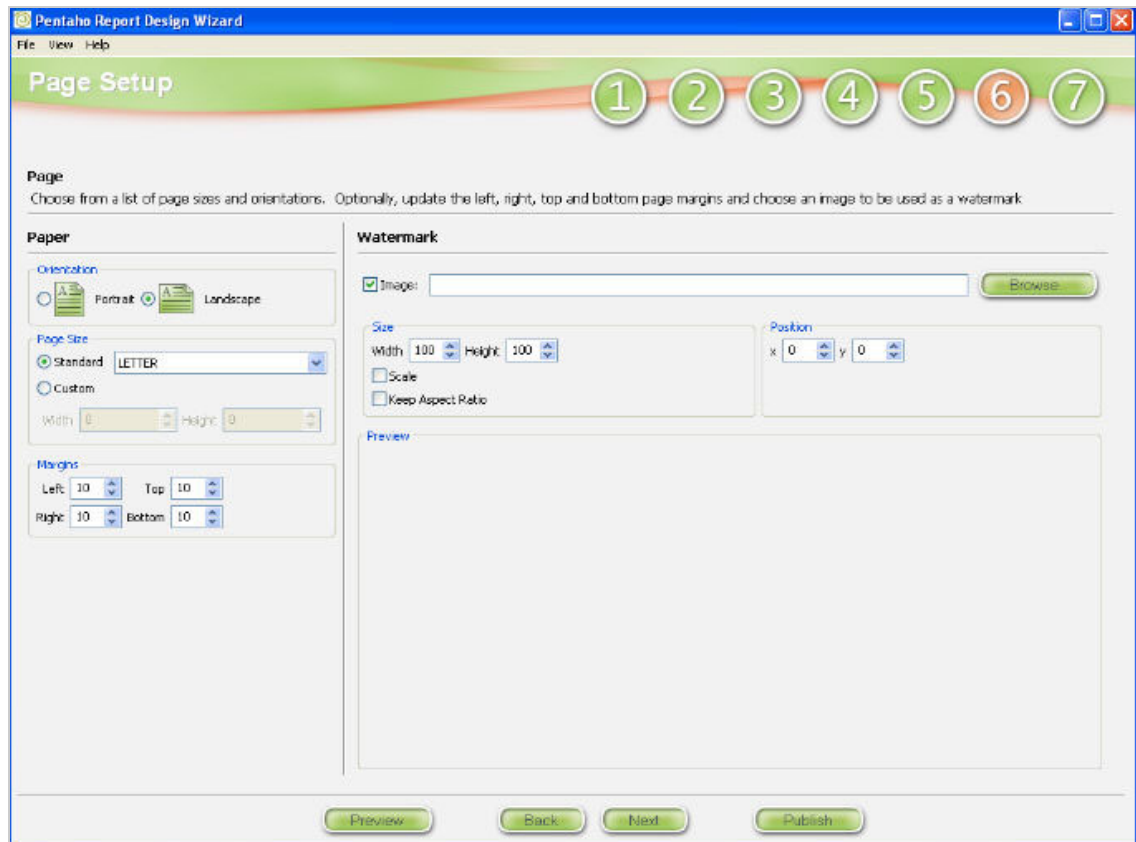 Pentaho Report Design Wizard
File View Help
Page Setup
1 2 3 4 5 6 7
Page
Choose from a list of page sizes and orientations. Optionally, update the left, right, top and bottom page margins and choose an image to be used as a watermark
Paper
Orientation
Portrait Landscape
Page Size
Standard LETTER
Custom
Width 0 Height 0
Margins
Left 10 Top 10
Right 10 Bottom 10
Watermark
Image: Browse...
Size
Width 100 Height 100
Scale
Keep Aspect Ratio
Position
x 0 y 0
Preview
Preview Back Next Publish